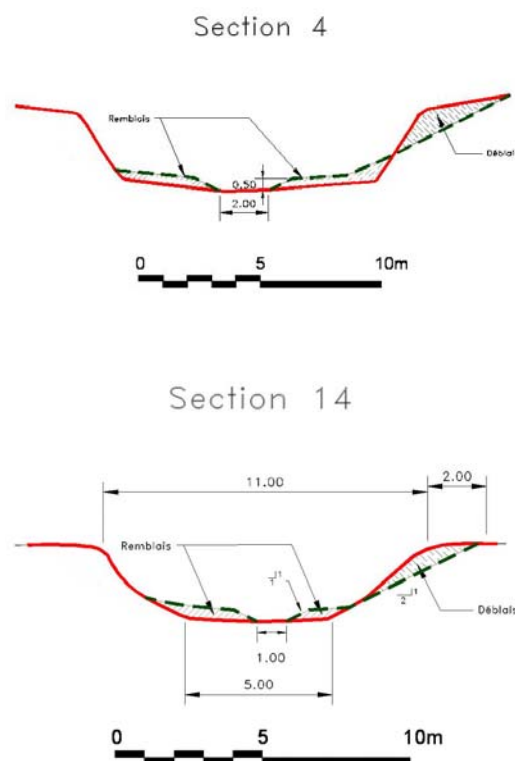 Section 4
Remblais
Déblai
0.50
2.00
0 5 10m
Section 14
11.00
2.00
Remblais
1
1
1
2
Déblais
1.00
5.00
0 5 10m